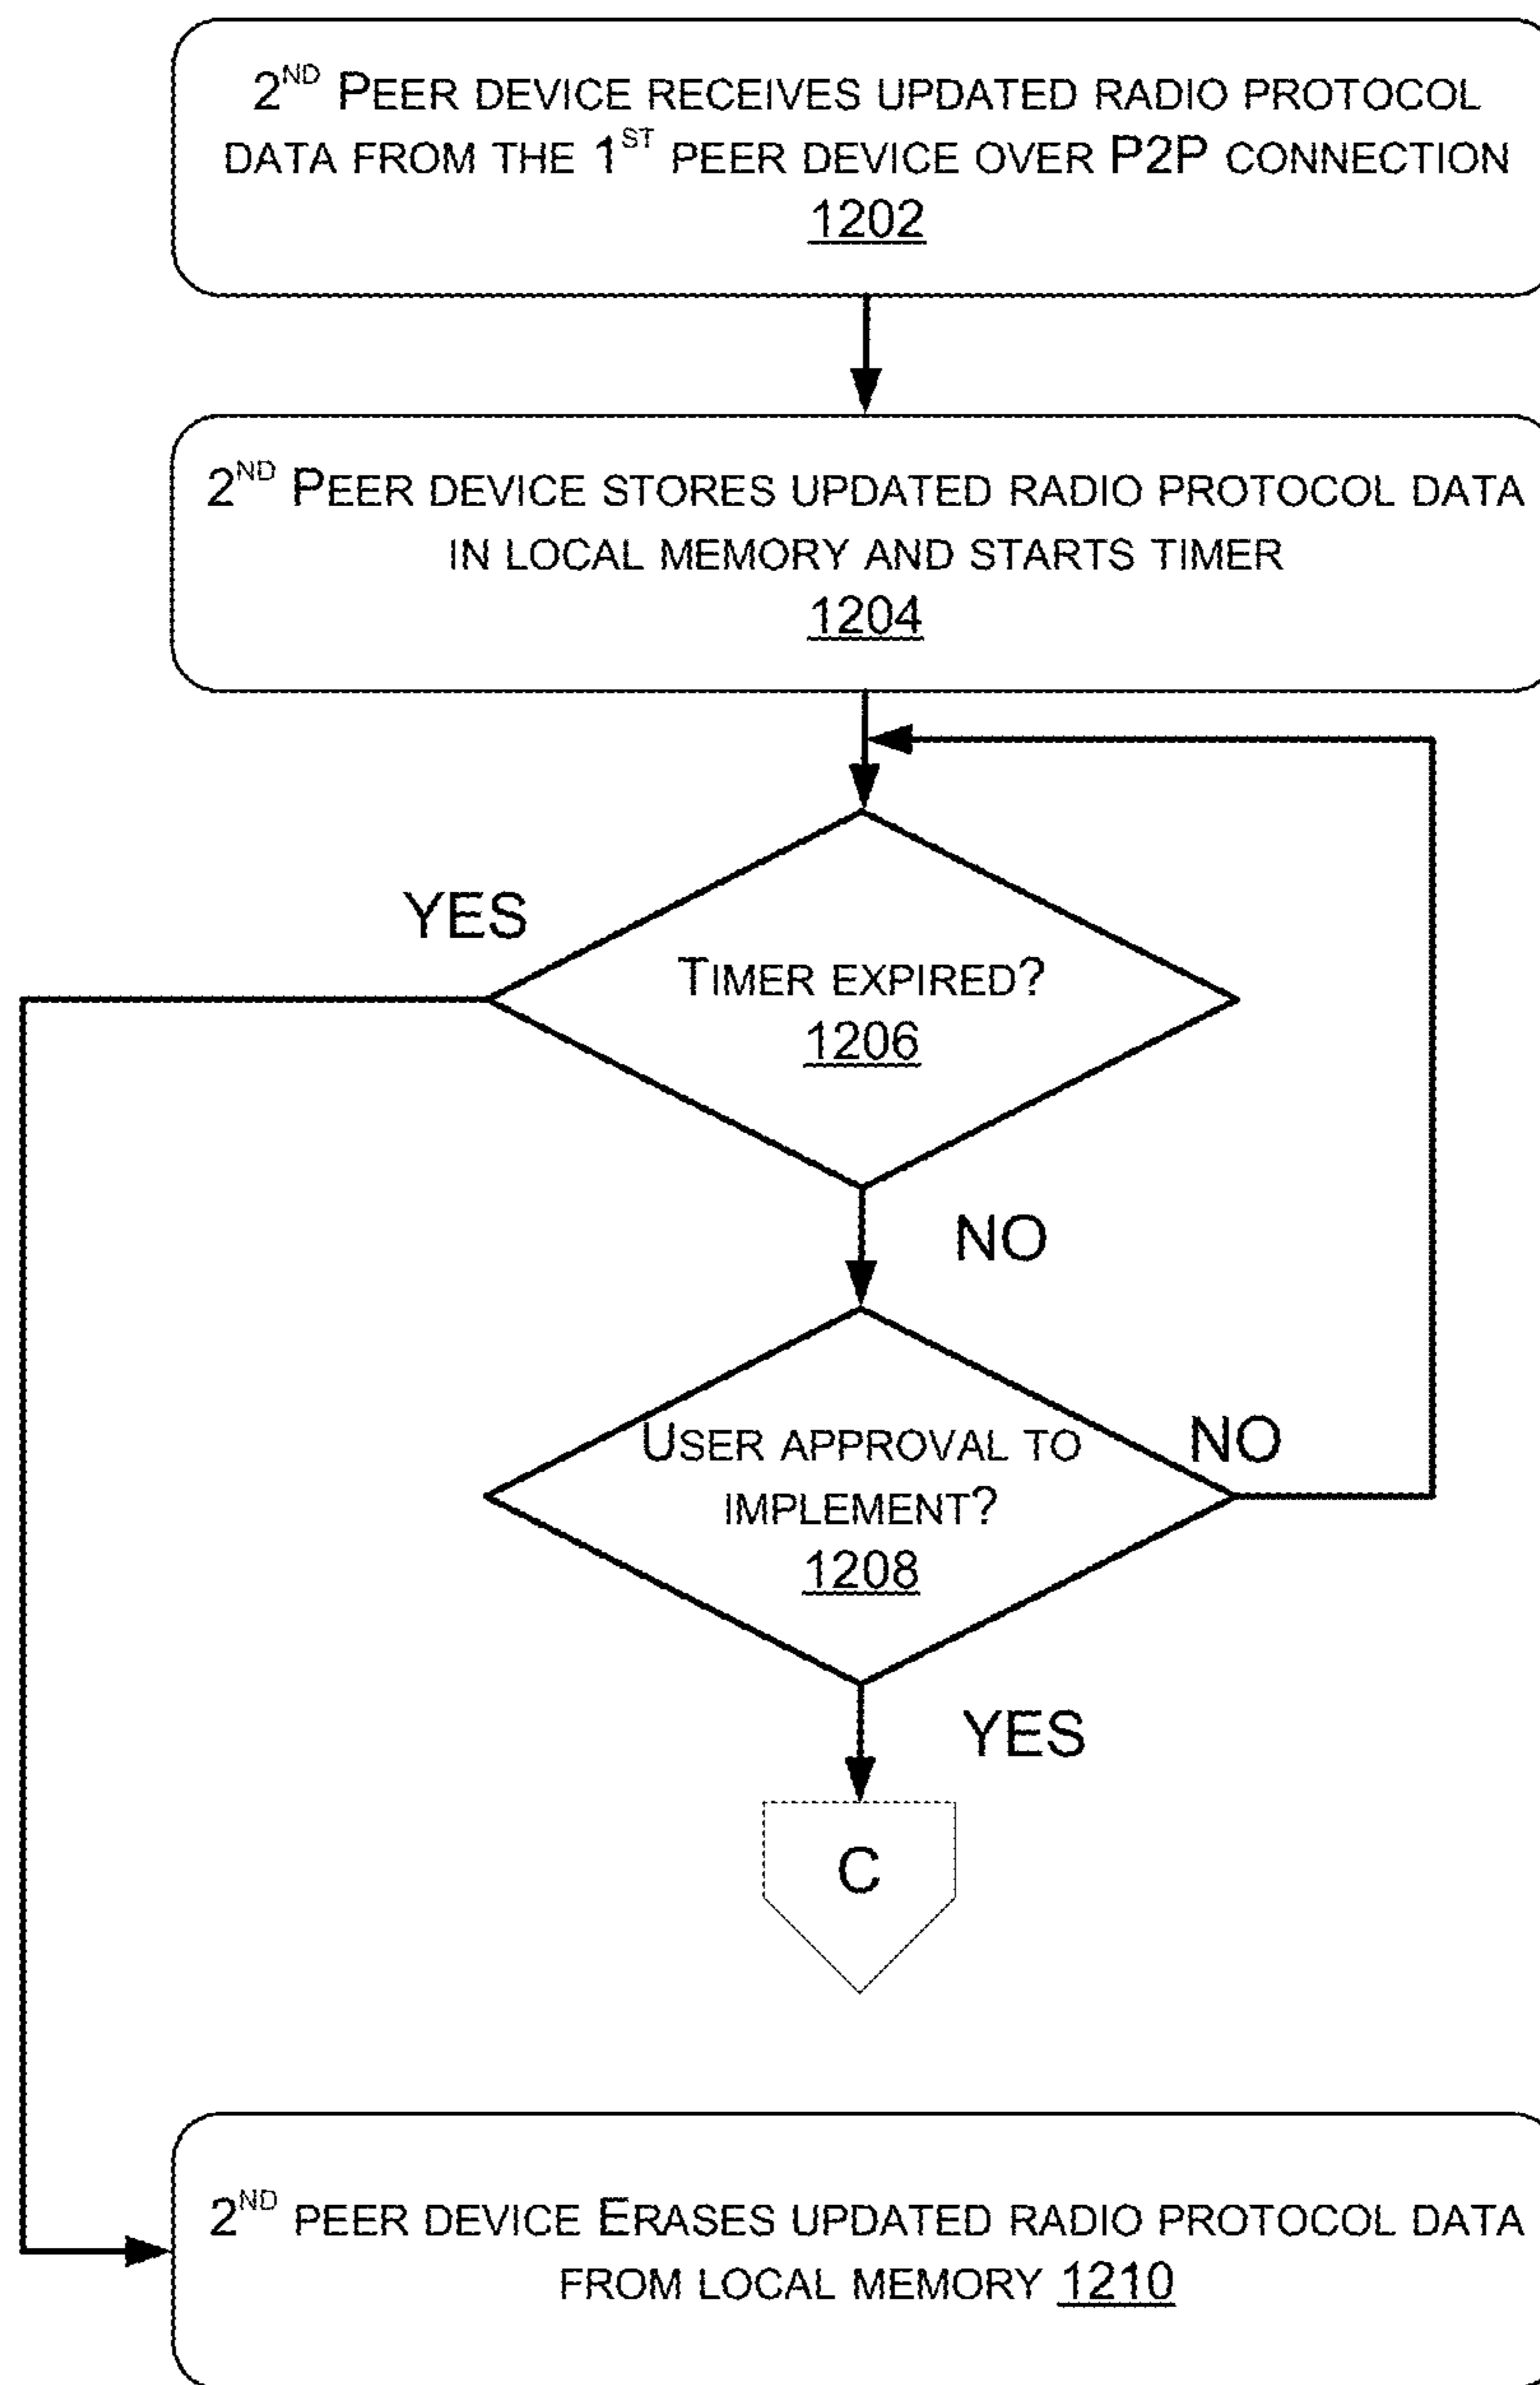 2ND PEER DEVICE RECEIVES UPDATED RADIO PROTOCOL
DATA FROM THE 1ST PEER DEVICE OVER P2P CONNECTION
1202
2ND PEER DEVICE STORES UPDATED RADIO PROTOCOL DATA
IN LOCAL MEMORY AND STARTS TIMER
1204
YES
TIMER EXPIRED?
1206
NO
USER APPROVAL TO
IMPLEMENT?
1208
NO
YES
C
2ND PEER DEVICE ERASES UPDATED RADIO PROTOCOL DATA
FROM LOCAL MEMORY 1210